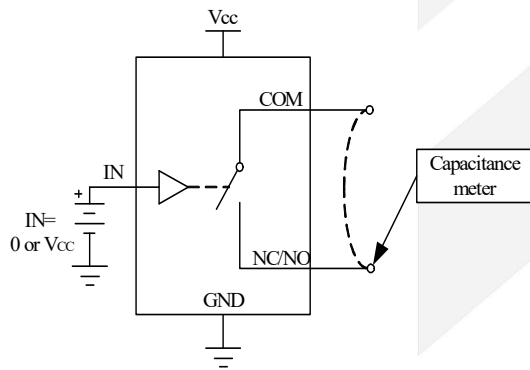 Vcc
COM
IN
+
IN=
0 or VCC
Capacitance
meter
NC/NO
GND